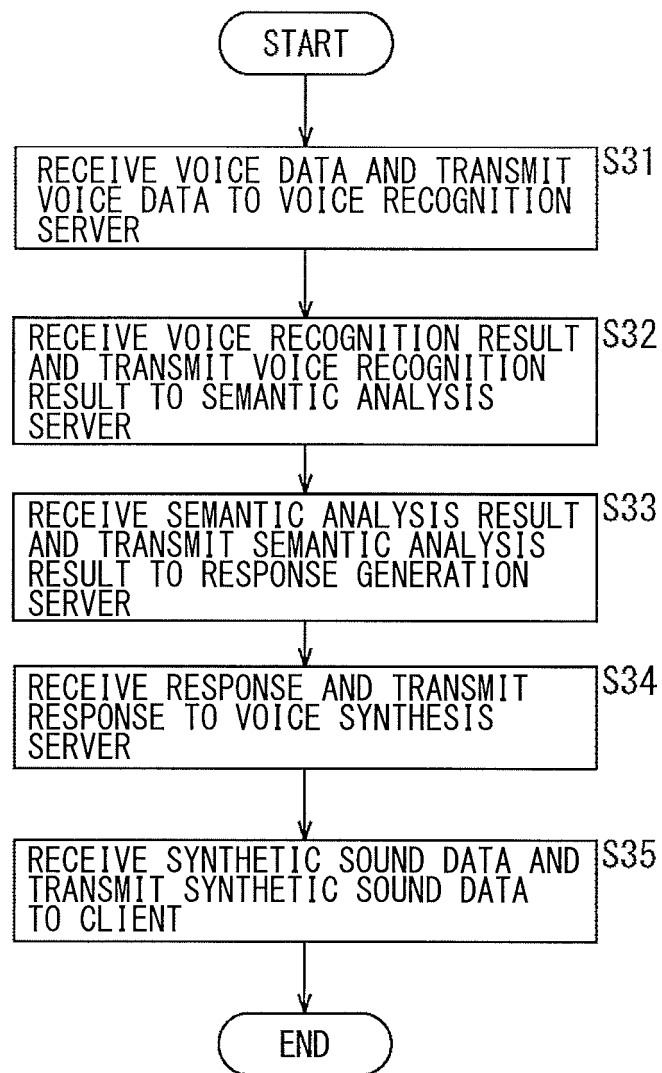 START
S31
RECEIVE VOICE DATA AND TRANSMIT
VOICE DATA TO VOICE RECOGNITION
SERVER
S32
RECEIVE VOICE RECOGNITION RESULT
AND TRANSMIT VOICE RECOGNITION
RESULT TO SEMANTIC ANALYSIS
SERVER
S33
RECEIVE SEMANTIC ANALYSIS RESULT
AND TRANSMIT SEMANTIC ANALYSIS
RESULT TO RESPONSE GENERATION
SERVER
S34
RECEIVE RESPONSE AND TRANSMIT
RESPONSE TO VOICE SYNTHESIS
SERVER
S35
RECEIVE SYNTHETIC SOUND DATA AND
TRANSMIT SYNTHETIC SOUND DATA
TO CLIENT
END